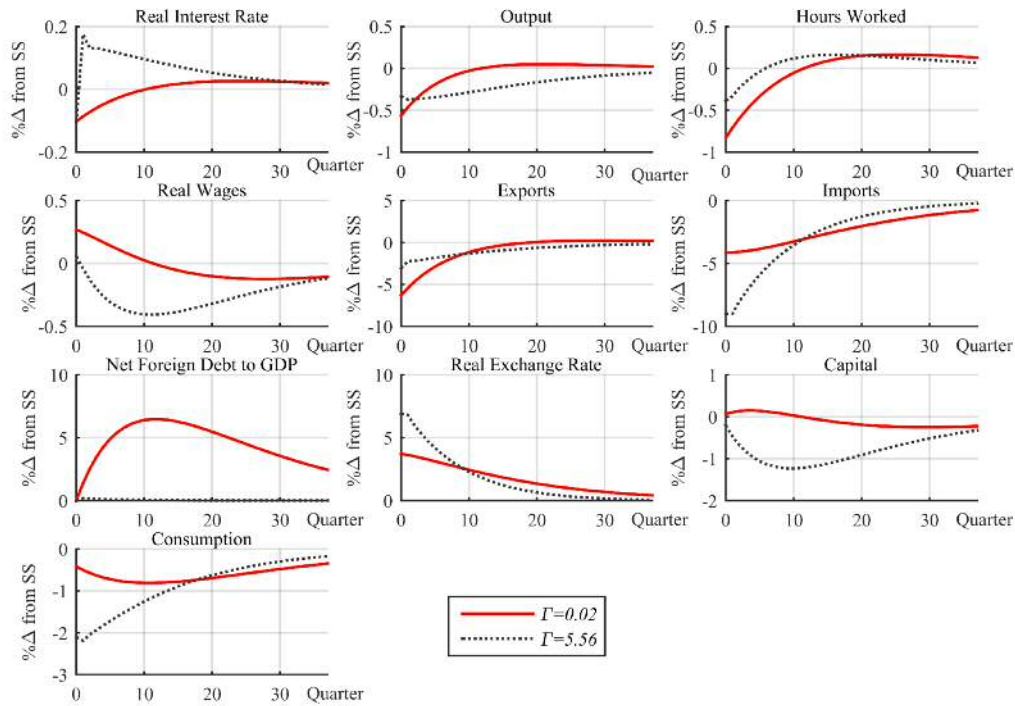 Real Interest Rate
Output
Hours Worked
%Δ from SS
0.2
0
-0.2
0 10 20 30 Quarter
%Δ from SS
0.5
0
-0.5
-1
0 10 20 30 Quarter
%Δ from SS
0.5
0
-0.5
-1
0 10 20 30 Quarter
Real Wages
Exports
Imports
%Δ from SS
0.5
0
-0.5
0 10 20 30 Quarter
%Δ from SS
5
0
-5
-10
0 10 20 30 Quarter
%Δ from SS
0
-5
-10
0 10 20 30 Quarter
Net Foreign Debt to GDP
Real Exchange Rate
Capital
%Δ from SS
10
5
0
0 10 20 30 Quarter
%Δ from SS
10
5
0
0 10 20 30 Quarter
%Δ from SS
1
0
-1
-2
0 10 20 30 Quarter
Consumption
%Δ from SS
0
-1
-2
-3
0 10 20 30 Quarter
Γ=0.02
Γ=5.56